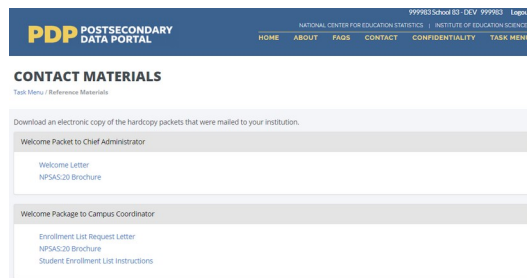 999983 School 83 - DEV 999983 Logou
NATIONAL CENTER FOR EDUCATION STATISTICS | INSTITUTE OF EDUCATION SCIENCE
PDP POSTSECONDARY DATA PORTAL
HOME ABOUT FAQS CONTACT CONFIDENTIALITY TASK MEN
CONTACT MATERIALS
Task Menu / Reference Materials
Download an electronic copy of the hardcopy packets that were mailed to your institution.
Welcome Packet to Chief Administrator
Welcome Letter
NPSAS:20 Brochure
Welcome Package to Campus Coordinator
Enrollment List Request Letter
NPSAS:20 Brochure
Student Enrollment List Instructions